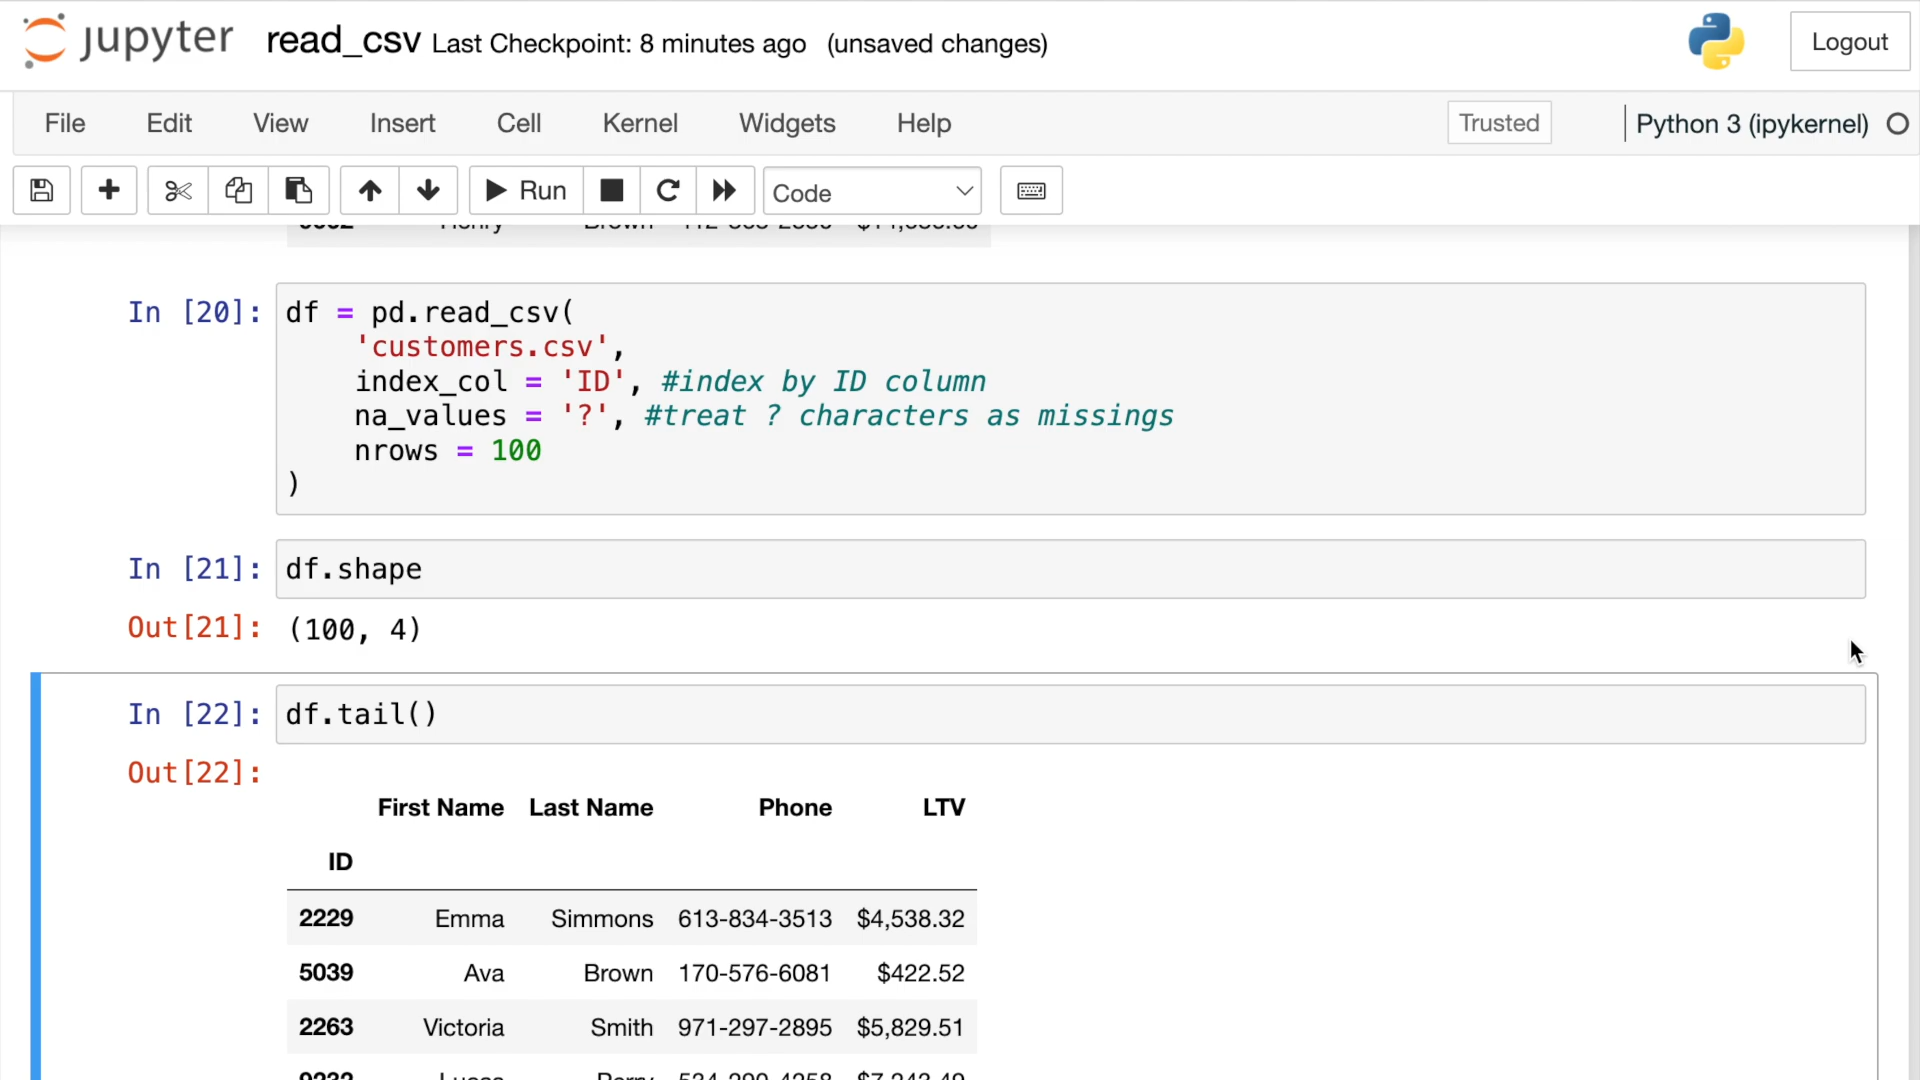 jupyter read_csv Last Checkpoint: 8 minutes ago (unsaved changes) Logout
File Edit View Insert Cell Kernel Widgets Help Trusted Python 3 (ipykernel)
Run Code
In [20]: df = pd.read_csv(
'customers.csv',
index_col = 'ID', #index by ID column
na_values = '?', #treat ? characters as missings
nrows = 100
)
In [21]: df.shape
Out[21]: (100, 4)
In [22]: df.tail()
Out[22]:
First Name Last Name Phone LTV
ID
2229 Emma Simmons 613-834-3513 $4,538.32
5039 Ava Brown 170-576-6081 $422.52
2263 Victoria Smith 971-297-2895 $5,829.51